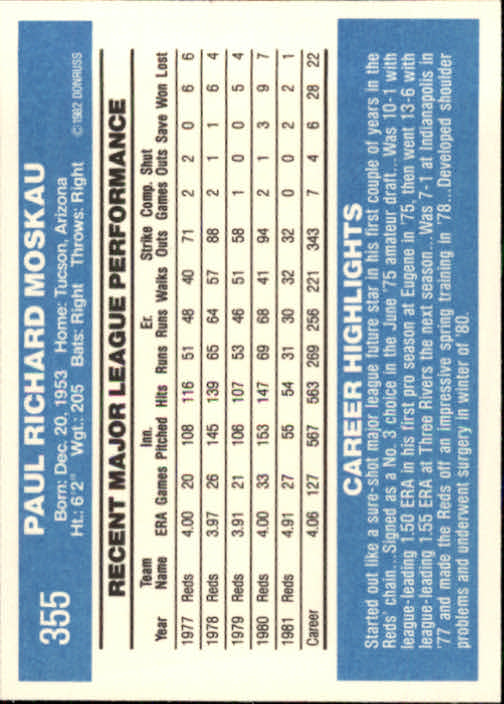 355
PAUL RICHARD MOSKAU
Born: Dec. 20, 1953 Home: Tucson, Arizona
Ht.: 6'2" Wgt.: 205 Bats: Right Throws: Right
©1982 DONRUSS
RECENT MAJOR LEAGUE PERFORMANCE
Team Inn. Er. Strike Comp. Shut
Year Name ERA Games Pitched Hits Runs Runs Walks Outs Games Outs Save Won Lost
1977 Reds 4.00 20 108 116 51 48 40 71 2 2 0 6 6
1978 Reds 3.97 26 145 139 65 64 57 88 2 1 1 6 4
1979 Reds 3.91 21 106 107 53 46 51 58 1 0 0 5 4
1980 Reds 4.00 33 153 147 69 68 41 94 2 1 3 9 7
1981 Reds 4.91 27 55 54 31 30 32 32 0 0 2 2 1
Career 4.06 127 567 563 269 256 221 343 7 4 6 28 22
CAREER HIGHLIGHTS
Started out like a sure-shot major league future star in his first couple of years in the
Reds' chain...Signed as a No. 3 choice in the June '75 amateur draft...Was 10-1 with
league-leading 1.50 ERA in his first pro season at Eugene in '75, then went 13-6 with
league-leading 1.55 ERA at Three Rivers the next season...Was 7-1 at Indianapolis in
'77 and made the Reds off an impressive spring training in '78...Developed shoulder
problems and underwent surgery in winter of '80.